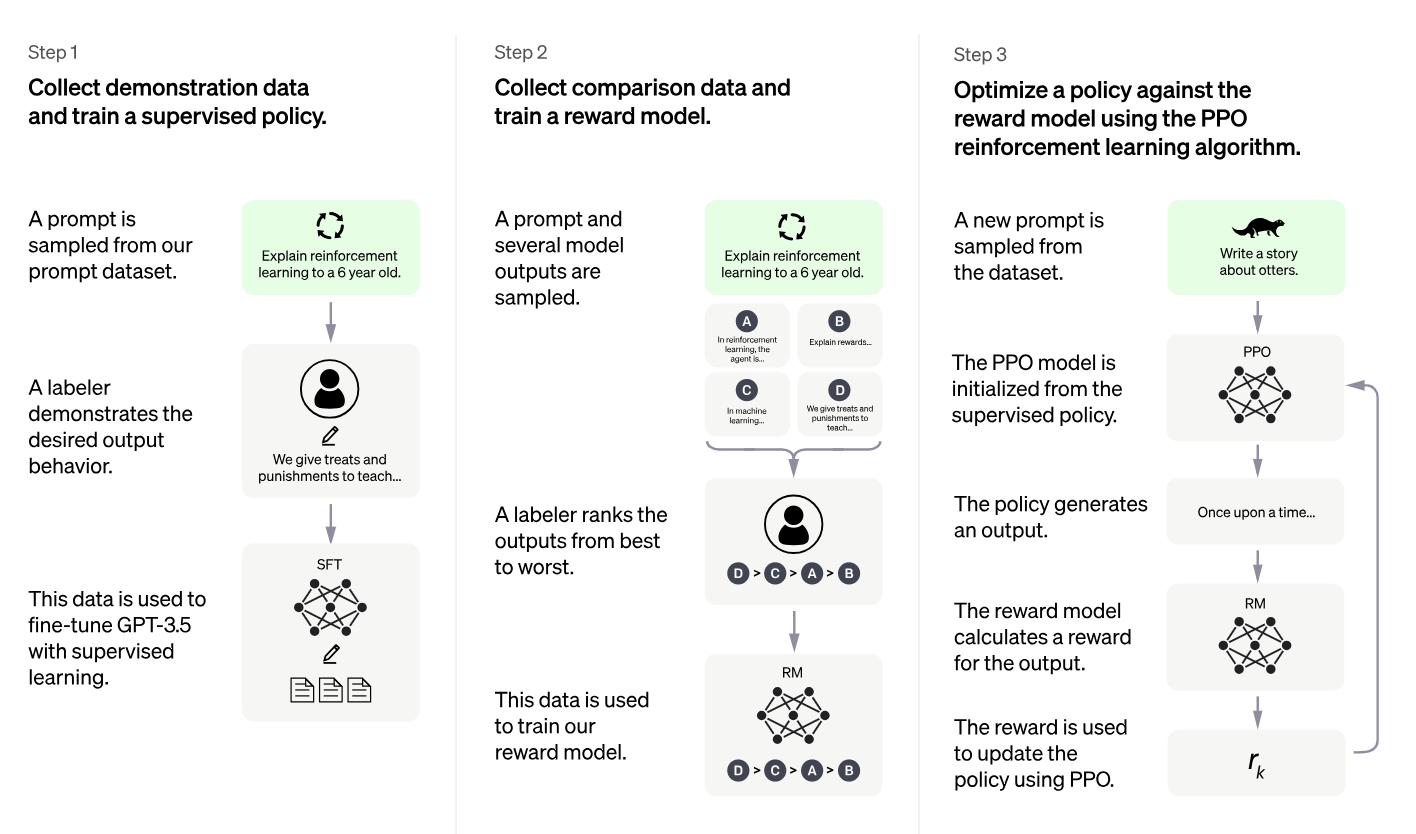 Step 1
Collect demonstration data
and train a supervised policy.
A prompt is
sampled from our
prompt dataset.
Explain reinforcement
learning to a 6 year old.
A labeler
demonstrates the
desired output
behavior.
We give treats and
punishments to teach...
This data is used to
fine-tune GPT-3.5
with supervised
learning.
SFT
Step 2
Collect comparison data and
train a reward model.
A prompt and
several model
outputs are
sampled.
Explain reinforcement
learning to a 6 year old.
A
In reinforcement
learning, the
agent is...
B
Explain rewards...
C
In machine
learning...
D
We give treats and
punishments to
teach...
A labeler ranks the
outputs from best
to worst.
D > C > A > B
This data is used
to train our
reward model.
RM
D > C > A > B
Step 3
Optimize a policy against the
reward model using the PPO
reinforcement learning algorithm.
A new prompt is
sampled from
the dataset.
Write a story
about otters.
The PPO model is
initialized from the
supervised policy.
PPO
The policy generates
an output.
Once upon a time...
The reward model
calculates a reward
for the output.
RM
The reward is used
to update the
policy using PPO.
r_k